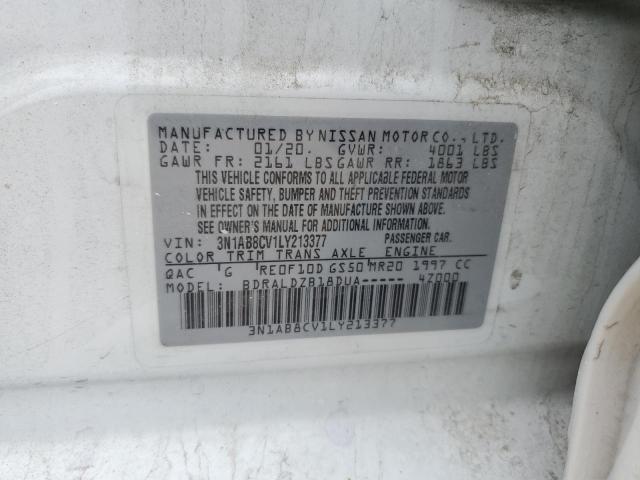 MANUFACTURED BY NISSAN MOTOR CO., LTD.
DATE: 01/20. GVWR: 4001 LBS
GAWR FR: 2161 LBS GAWR RR: 1863 LBS
THIS VEHICLE CONFORMS TO ALL APPLICABLE FEDERAL MOTOR
VEHICLE SAFETY, BUMPER AND THEFT PREVENTION STANDARDS
IN EFFECT ON THE DATE OF MANUFACTURE SHOWN ABOVE.
SEE OWNER'S MANUAL FOR ADDITIONAL INFORMATION.
VIN: 3N1AB8CV1LY213377 PASSENGER CAR.
COLOR TRIM TRANS AXLE ENGINE
QAC G RE0F10D GS50 MR20 1997 CC
MODEL: BDRALDZB18DUA----- 47000
3N1AB8CV1LY213377